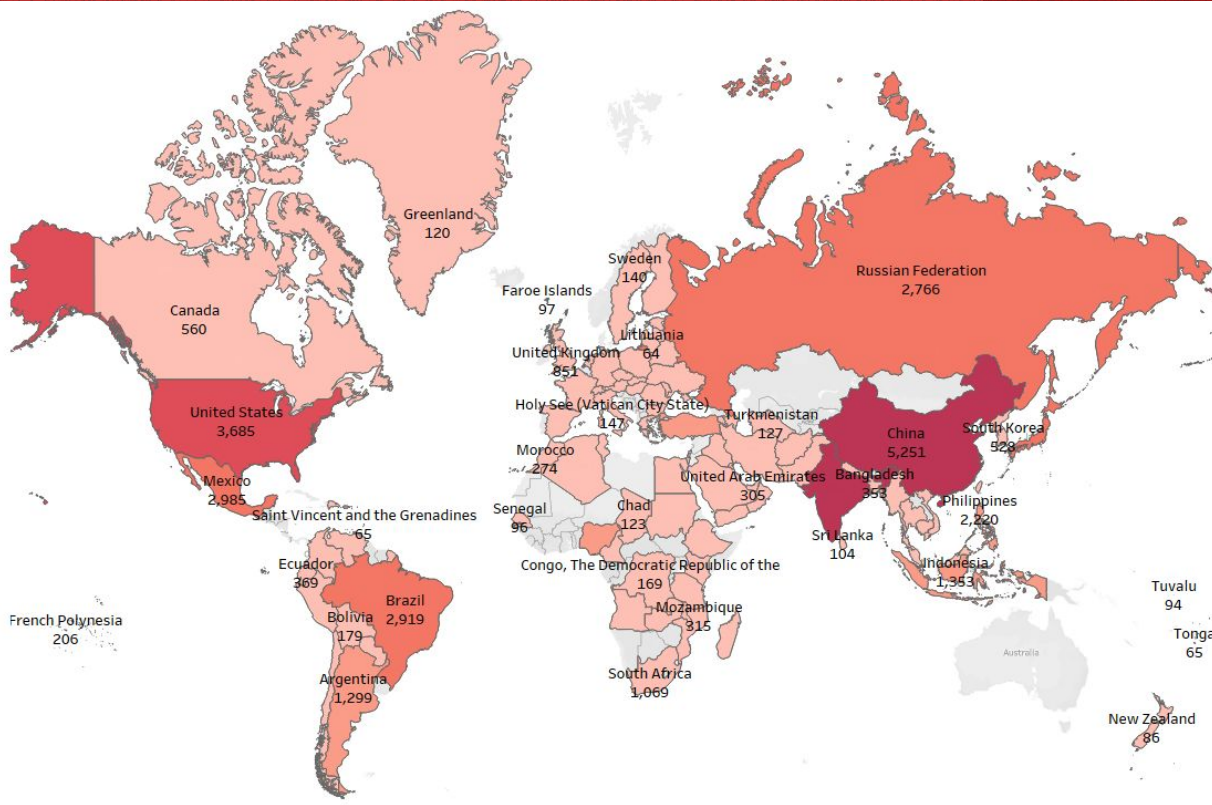 Greenland
120
Sweden
140
Russian Federation
2,766
Faroe Islands
97
Canada
560
Lithuania
64
United Kingdom
851
Holy See (Vatican City State)
147
United States
3,685
Turkmenistan
127
China
5,251
South Korea
528
Morocco
274
Mexico
2,985
United Arab Emirates
305
Bangladesh
353
Saint Vincent and the Grenadines
65
Senegal
96
Chad
123
Philippines
2,220
Sri Lanka
104
Ecuador
369
Congo, The Democratic Republic of the
169
Indonesia
1,353
Brazil
2,919
Tuvalu
94
French Polynesia
206
Bolivia
179
Mozambique
315
Tonga
65
Australia
Argentina
1,299
South Africa
1,069
New Zealand
86